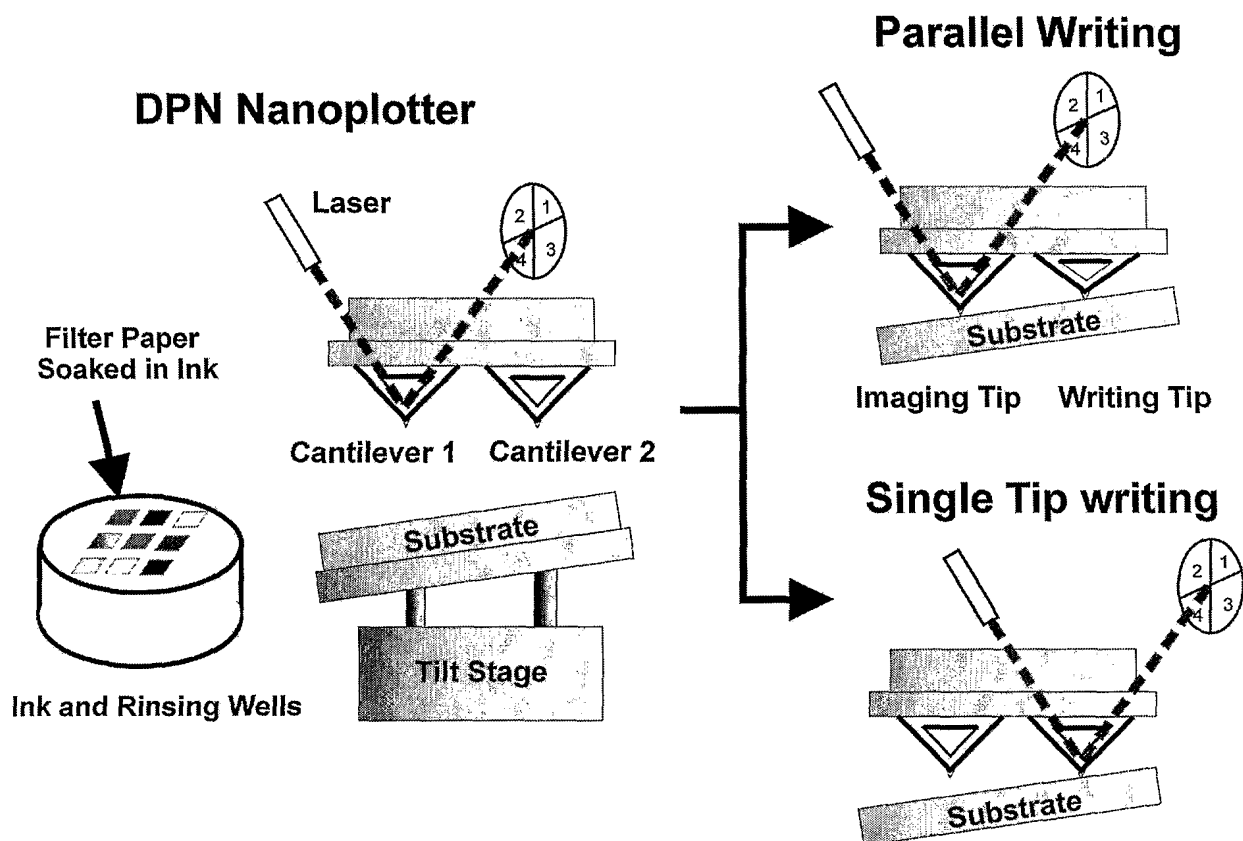 DPN Nanoplotter
Laser
2 1
4 3
Filter Paper
Soaked in Ink
Cantilever 1 Cantilever 2
Substrate
Tilt Stage
Ink and Rinsing Wells
Parallel Writing
2 1
4 3
Substrate
Imaging Tip Writing Tip
Single Tip writing
2 1
4 3
Substrate